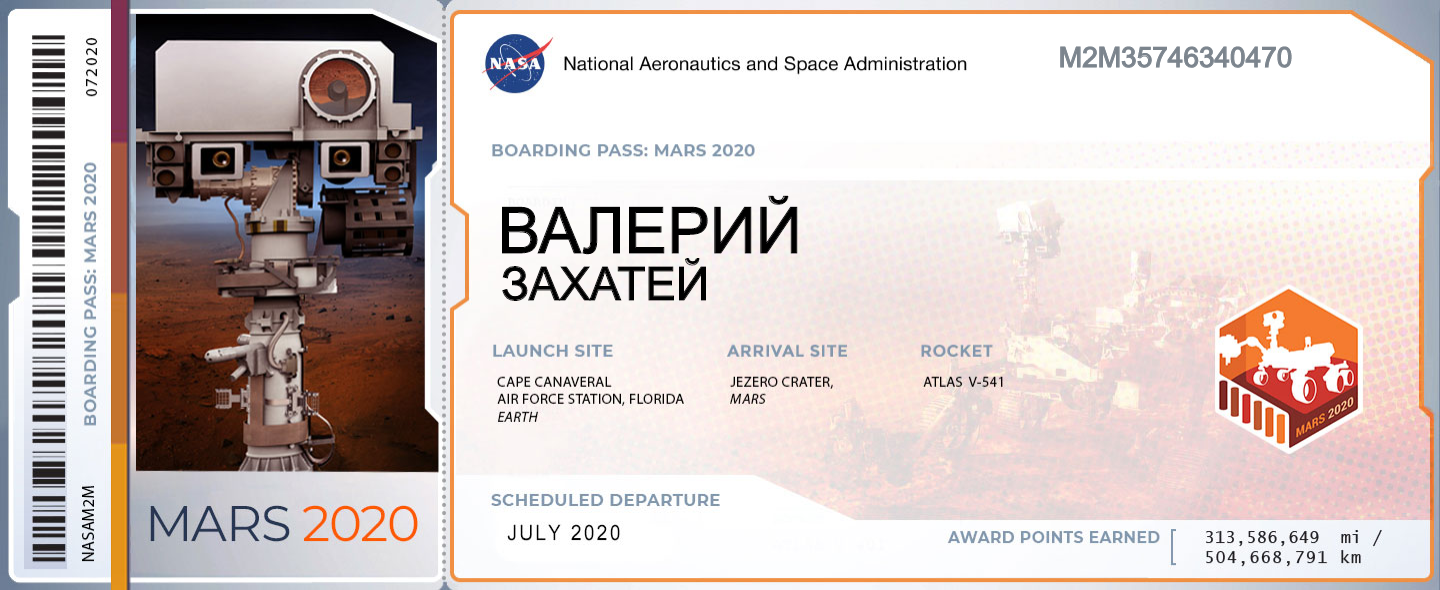 072020
BOARDING PASS: MARS 2020
NASAM2M
MARS 2020
NASA
National Aeronautics and Space Administration
M2M35746340470
BOARDING PASS: MARS 2020
ВАЛЕРИЙ
ЗАХАТЕЙ
LAUNCH SITE
CAPE CANAVERAL
AIR FORCE STATION, FLORIDA
EARTH
ARRIVAL SITE
JEZERO CRATER,
MARS
ROCKET
ATLAS V-541
MARS 2020
SCHEDULED DEPARTURE
JULY 2020
AWARD POINTS EARNED
313,586,649 mi /
504,668,791 km